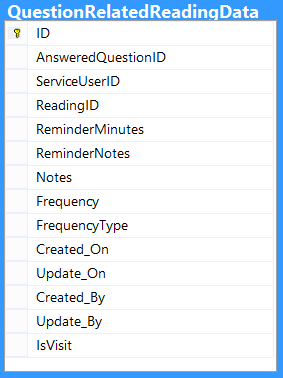 QuestionRelatedReadingData
ID
AnsweredQuestionID
ServiceUserID
ReadingID
ReminderMinutes
ReminderNotes
Notes
Frequency
FrequencyType
Created_On
Update_On
Created_By
Update_By
IsVisit